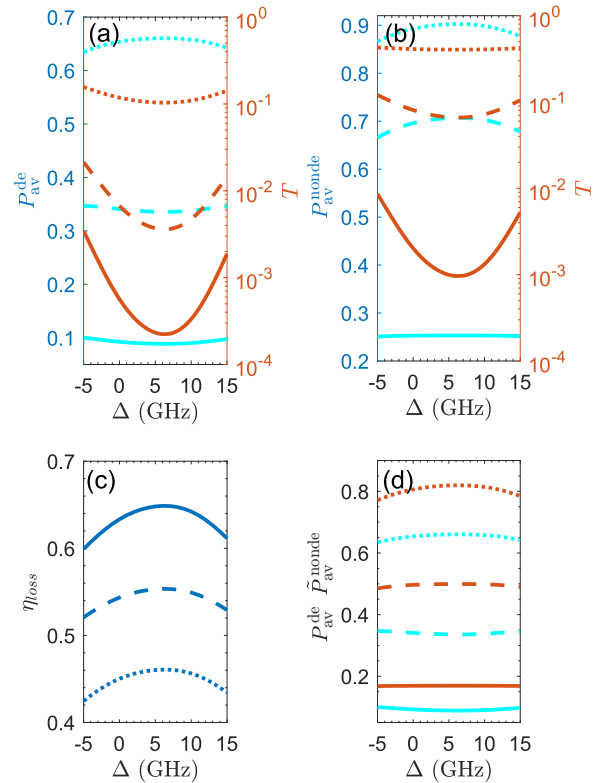 (a)
0.7
0.6
0.5
0.4
0.3
0.2
0.1
P_av^de
10^0
10^-1
10^-2
10^-3
10^-4
T
-5 0 5 10 15
Δ (GHz)
(b)
0.9
0.8
0.7
0.6
0.5
0.4
0.3
0.2
P_av^nonde
10^0
10^-1
10^-2
10^-3
10^-4
T
-5 0 5 10 15
Δ (GHz)
(c)
0.7
0.6
0.5
0.4
η_loss
-5 0 5 10 15
Δ (GHz)
(d)
0.8
0.6
0.4
0.2
P_av^de P̃_av^nonde
-5 0 5 10 15
Δ (GHz)